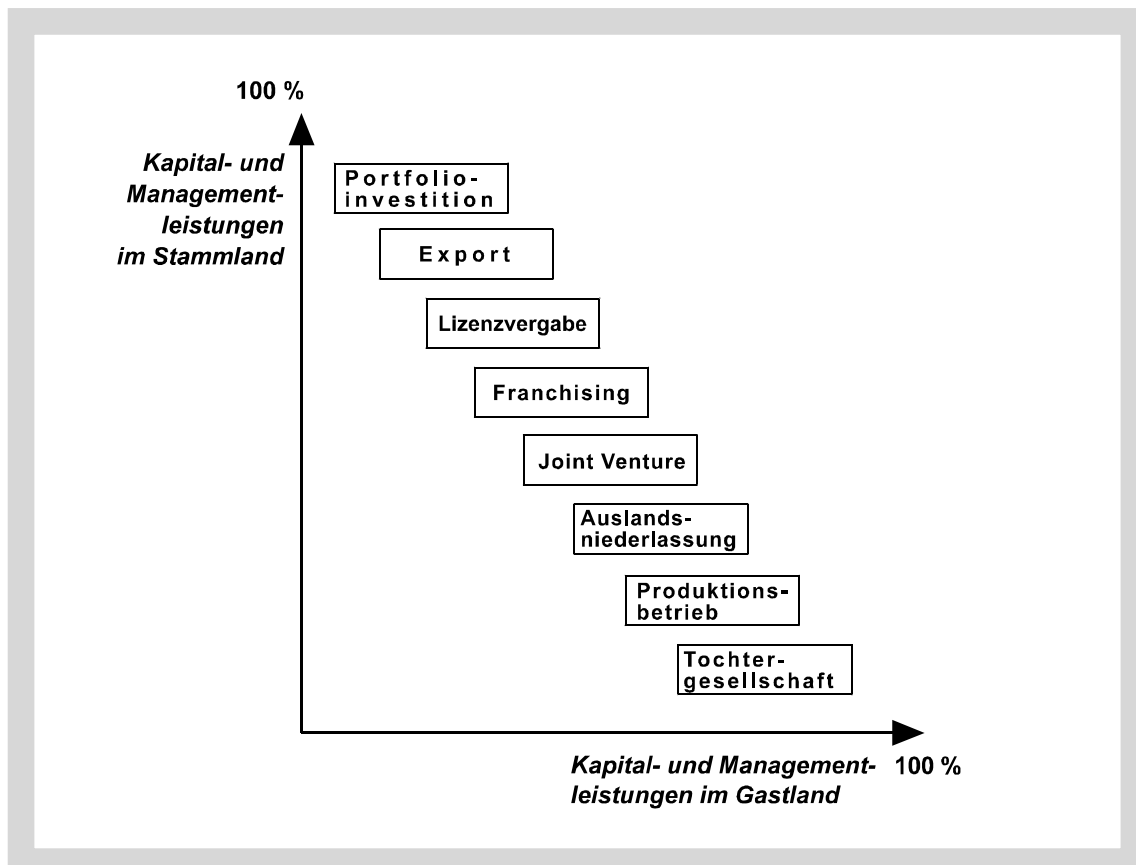 100 %
Kapital- und
Management-
leistungen
im Stammland
Portfolio-
investition
Export
Lizenzvergabe
Franchising
Joint Venture
Auslands-
niederlassung
Produktions-
betrieb
Tochter-
gesellschaft
Kapital- und Management-
leistungen im Gastland
100 %